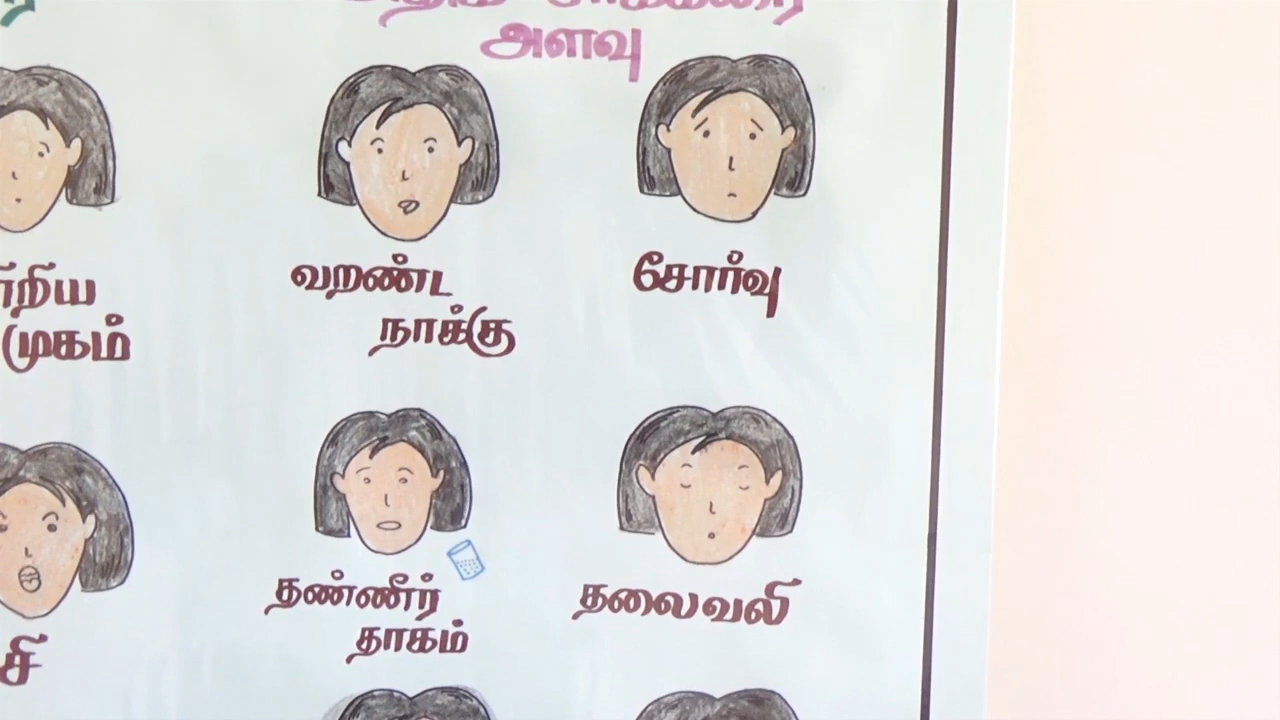 அளவு
வறண்ட
நாக்கு
சோர்வு
முகம்
தண்ணீர்
தாகம்
தலைவலி